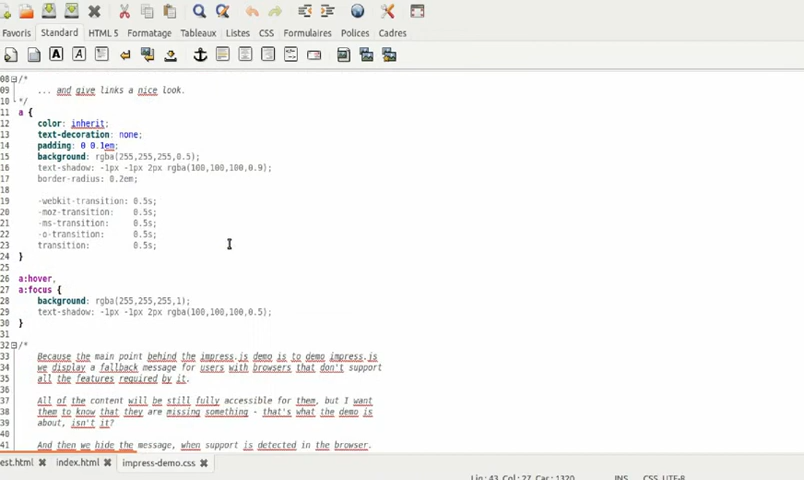 Favoris Standard HTML 5 Formatage Tableaux Listes CSS Formulaires Polices Cadres
08 /*
09 ... and give links a nice look.
10 */
11 a {
12 color: inherit;
13 text-decoration: none;
14 padding: 0 0.1em;
15 background: rgba(255,255,255,0.5);
16 text-shadow: -1px -1px 2px rgba(100,100,100,0.9);
17 border-radius: 0.2em;
18
19 -webkit-transition: 0.5s;
20 -moz-transition: 0.5s;
21 -ms-transition: 0.5s;
22 -o-transition: 0.5s;
23 transition: 0.5s;
24 }
25
26 a:hover,
27 a:focus {
28 background: rgba(255,255,255,1);
29 text-shadow: -1px -1px 2px rgba(100,100,100,0.5);
30 }
31
32 /*
33 Because the main point behind the impress.js demo is to demo impress.js
34 we display a fallback message for users with browsers that don't support
35 all the features required by it.
36
37 All of the content will be still fully accessible for them, but I want
38 them to know that they are missing something - that's what the demo is
39 about, isn't it?
40
41 And then we hide the message, when support is detected in the browser.
est.html index.html impress-demo.css
Lin: 43 Col: 27 Car: 1320 INS CSS, UTF-8